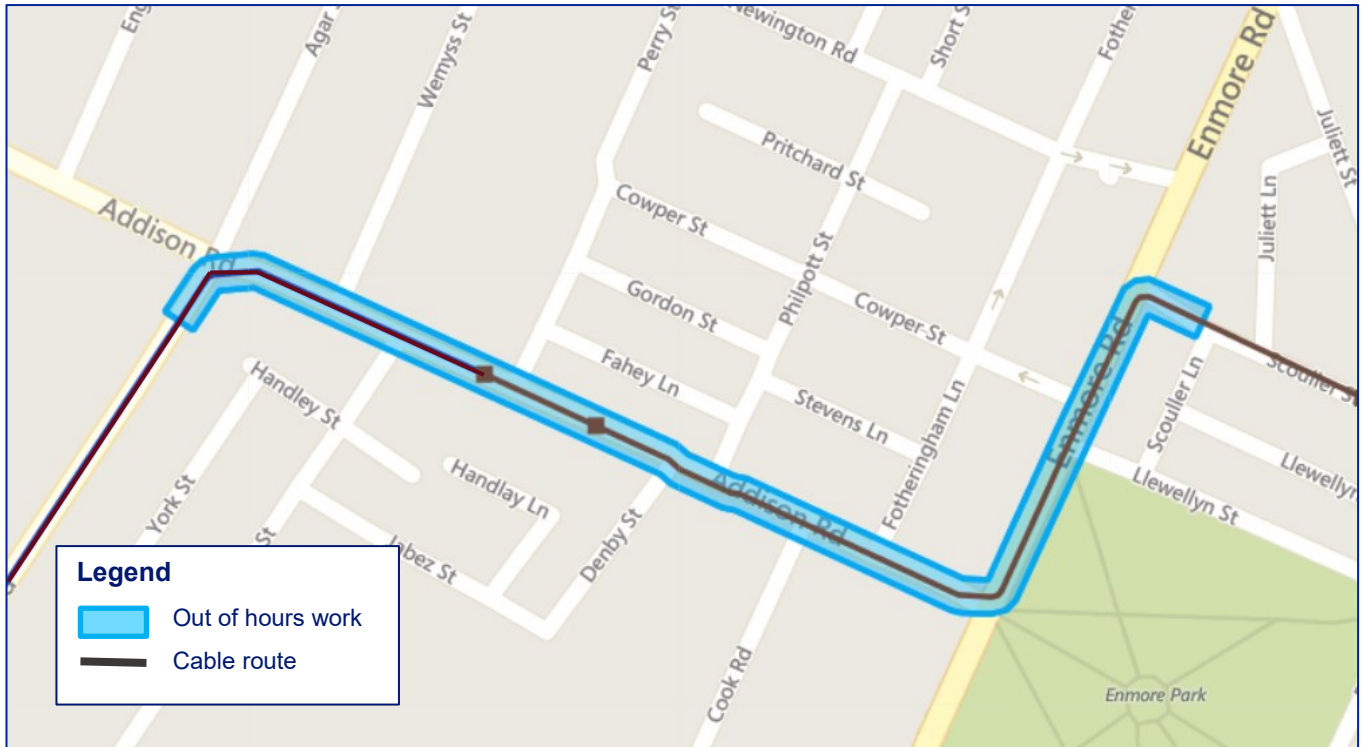 Eng
Agar S
Wemyss St
Perry St
Newington Rd
Short S
Fother
Enmore Rd
Juliett St
Pritchard St
Juliett Ln
Addison Rd
Cowper St
Philpott St
Gordon St
Cowper St
Fahey Ln
Stevens Ln
Enmore Rd
Scouller Ln
Scouller S
Handley St
Fotheringham Ln
Llewellyn
Llewellyn St
Handlay Ln
York St
St
Addison Rd
Jabez St
Denby St
Cook Rd
Enmore Park
Legend
Out of hours work
Cable route